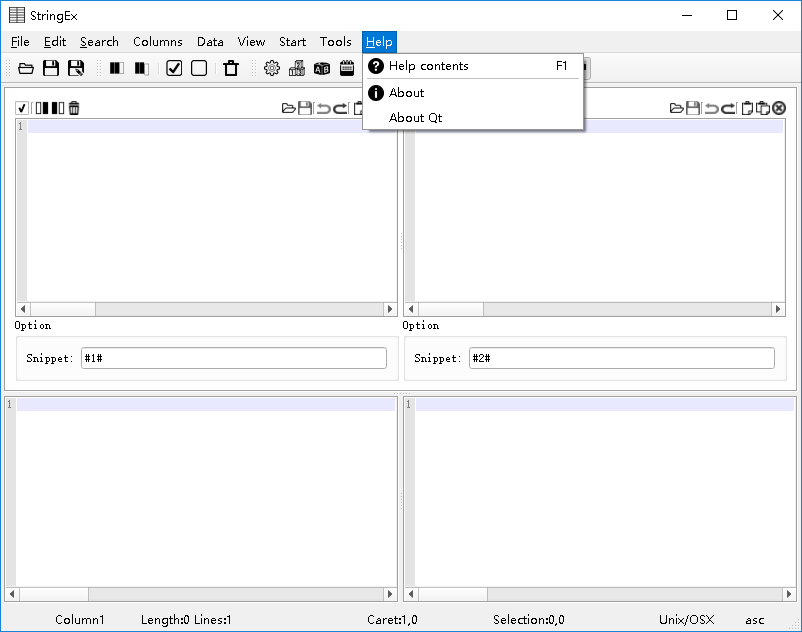 StringEx
File Edit Search Columns Data View Start Tools Help
Help contents F1
About
About Qt
1
Option Option
Snippet: #1# Snippet: #2#
1 1
Column1 Length:0 Lines:1 Caret:1,0 Selection:0,0 Unix/OSX asc